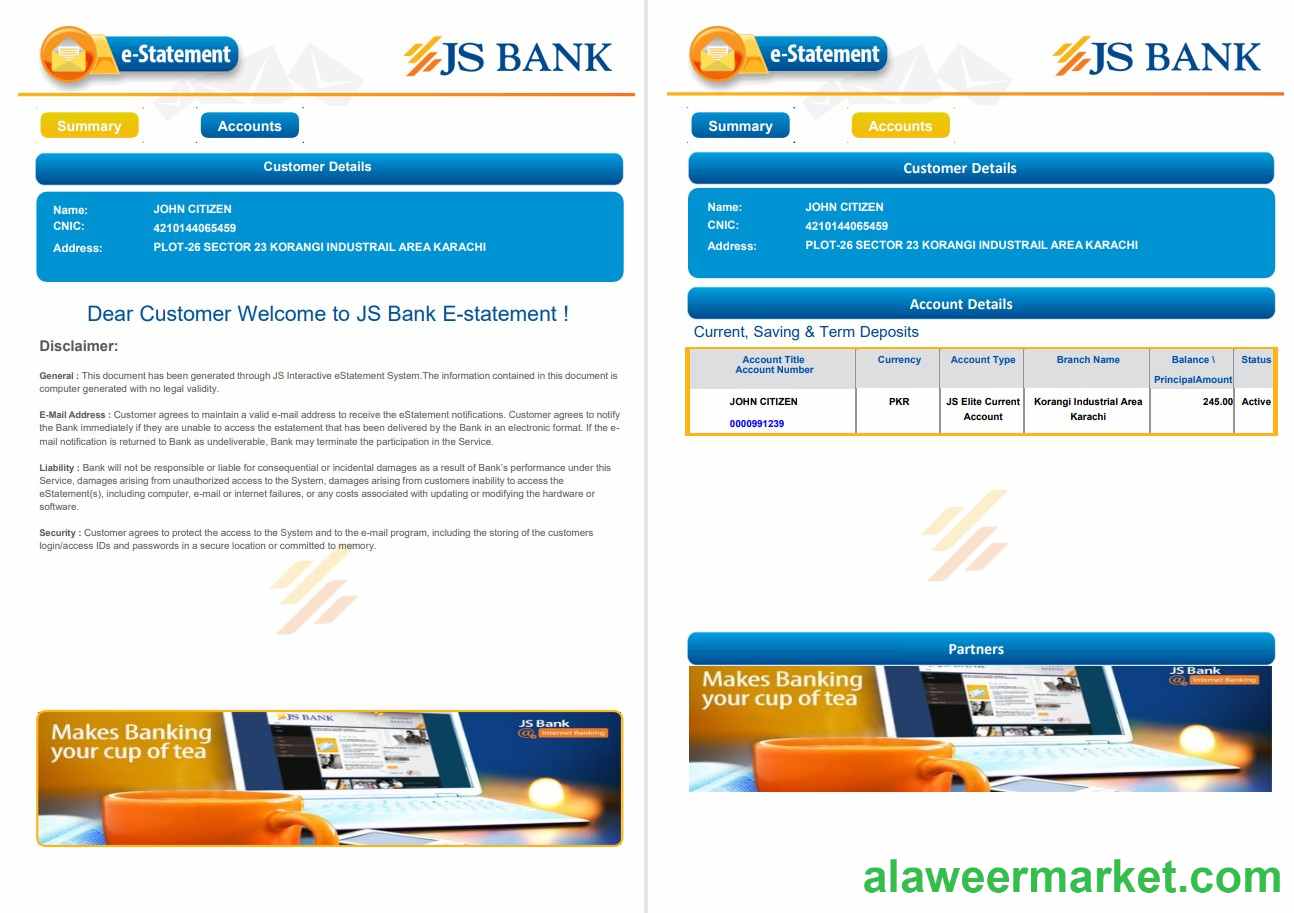 e-Statement
JS BANK
Summary
Accounts
Customer Details
Name: JOHN CITIZEN
CNIC: 4210144065459
Address: PLOT-26 SECTOR 23 KORANGI INDUSTRAIL AREA KARACHI
Dear Customer Welcome to JS Bank E-statement !
Disclaimer:
General : This document has been generated through JS Interactive eStatement System.The information contained in this document is
computer generated with no legal validity.
E-Mail Address : Customer agrees to maintain a valid e-mail address to receive the eStatement notifications. Customer agrees to notify
the Bank immediately if they are unable to access the estatement that has been delivered by the Bank in an electronic format. If the e-
mail notification is returned to Bank as undeliverable, Bank may terminate the participation in the Service.
Liability : Bank will not be responsible or liable for consequential or incidental damages as a result of Bank's performance under this
Service, damages arising from unauthorized access to the System, damages arising from customers inability to access the
eStatement(s), including computer, e-mail or internet failures, or any costs associated with updating or modifying the hardware or
software.
Security : Customer agrees to protect the access to the System and to the e-mail program, including the storing of the customers
login/access IDs and passwords in a secure location or committed to memory.
Makes Banking
your cup of tea
JS BANK
JS Bank
@ Internet Banking
e-Statement
JS BANK
Summary
Accounts
Customer Details
Name: JOHN CITIZEN
CNIC: 4210144065459
Address: PLOT-26 SECTOR 23 KORANGI INDUSTRAIL AREA KARACHI
Account Details
Current, Saving & Term Deposits
Account Title Currency Account Type Branch Name Balance \ Status
Account Number
PrincipalAmount
JOHN CITIZEN PKR JS Elite Current Korangi Industrial Area 245.00 Active
Account Karachi
0000991239
Partners
Makes Banking
your cup of tea
JS Bank
@ Internet Banking
alaweermarket.com